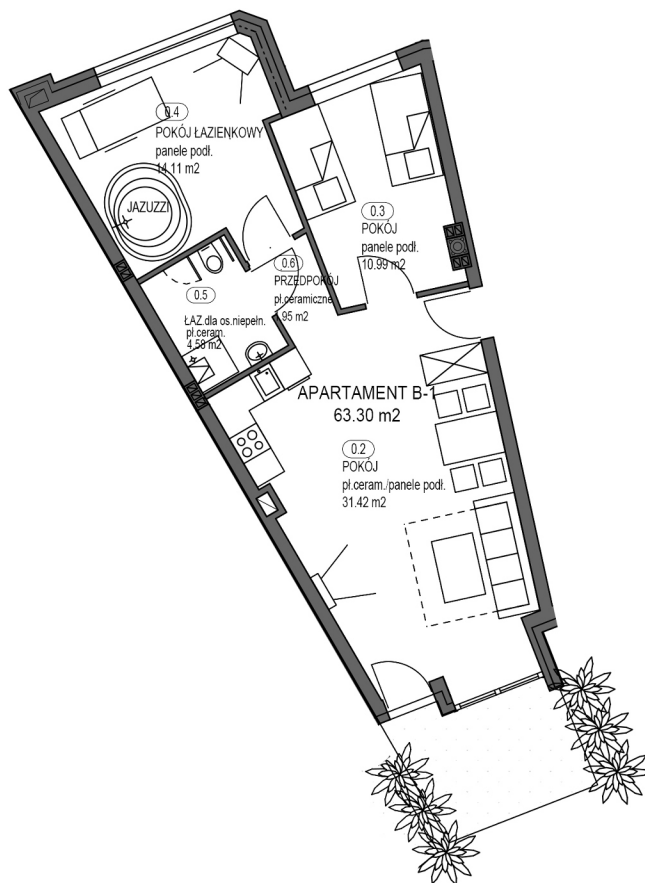 0.4
POKÓJ ŁAZIENKOWY
panele podł.
14.11 m2
JAZUZZI
0.3
POKÓJ
panele podł.
10.99 m2
0.6
PRZEDPOKÓJ
pł.ceramiczne
1.95 m2
0.5
ŁAZ.dla os.niepełn.
pł.ceram.
4.58 m2
APARTAMENT B-1
63.30 m2
0.2
POKÓJ
pł.ceram./panele podł.
31.42 m2